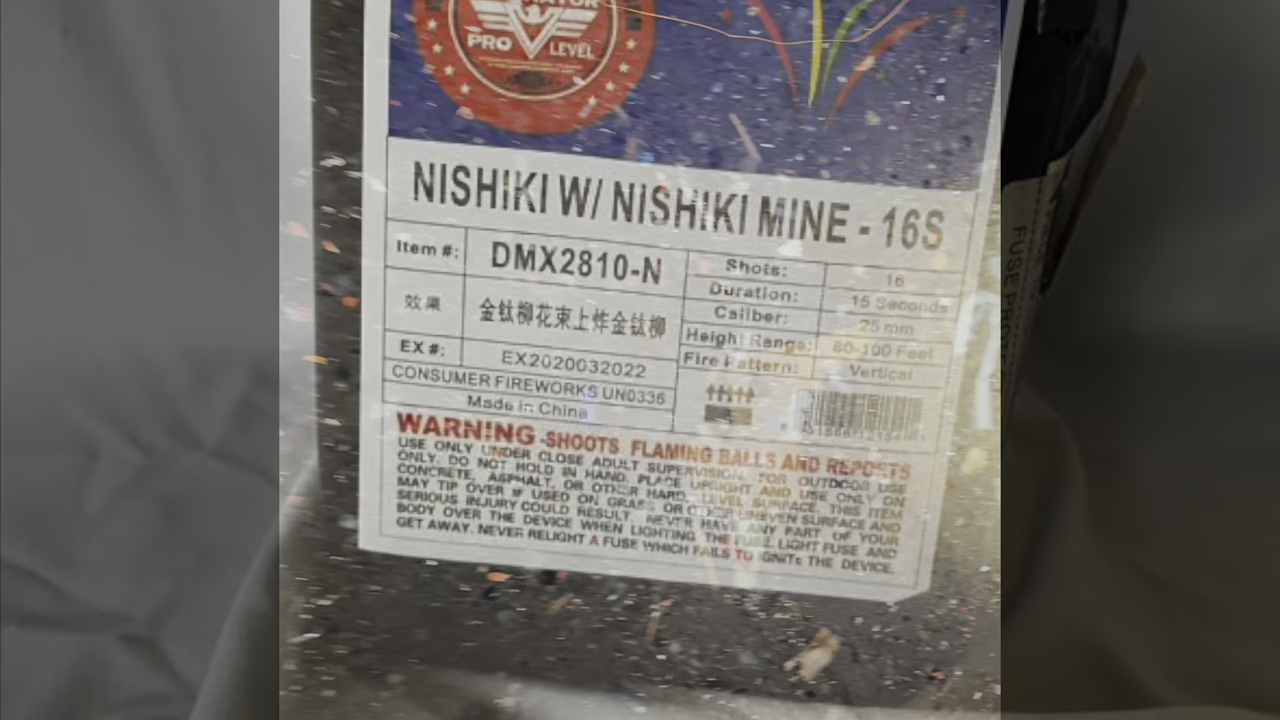 PRO LEVEL
NISHIKI W/ NISHIKI MINE - 16S
Item #: DMX2810-N
效果 金钛柳花束上炸金钛柳
EX #: EX2020032022
CONSUMER FIREWORKS UN0336
Made in China
Shots: 16
Duration: 15 Seconds
Caliber: 25 mm
Height Range: 80-100 Feet
Fire Pattern: Vertical
WARNING -SHOOTS FLAMING BALLS AND REPORTS
USE ONLY UNDER CLOSE ADULT SUPERVISION. FOR OUTDOOR USE
ONLY. DO NOT HOLD IN HAND. PLACE UPRIGHT AND USE ONLY ON
CONCRETE, ASPHALT, OR OTHER HARD, LEVEL SURFACE. THIS ITEM
MAY TIP OVER IF USED ON GRASS OR OTHER UNEVEN SURFACE AND
SERIOUS INJURY COULD RESULT. NEVER HAVE ANY PART OF YOUR
BODY OVER THE DEVICE WHEN LIGHTING THE FUSE. LIGHT FUSE AND
GET AWAY. NEVER RELIGHT A FUSE WHICH FAILS TO IGNITE THE DEVICE.
FUSE